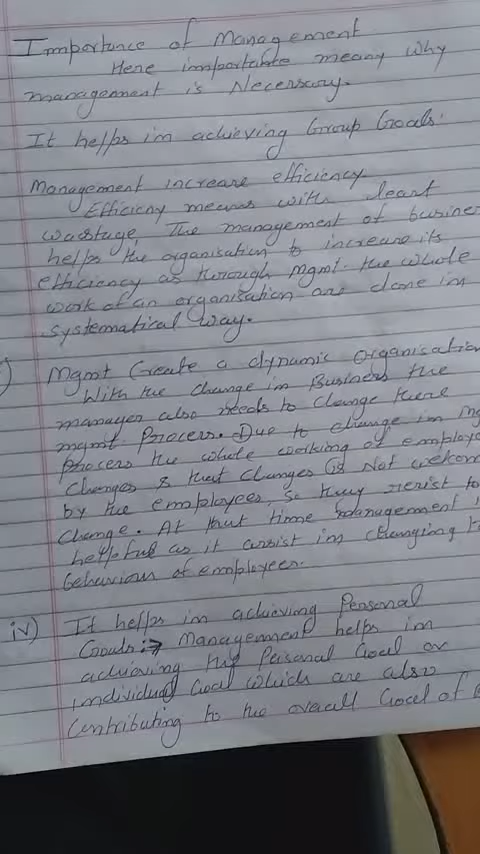 Importance of Management
Here importance means why
management is Necessary.
It helps in achieving Group Goals.
Management increase efficiency
Efficieny means with least
wastage. The management of busines
helps the organisation to increase its
efficiency as through mgmt. the whole
work of an organisation are done in
systematical way.
Mgmt Create a dynamic Organisation
With the change in Business the
manager also needs to change there
mgmt Process. Due to change in
process the whole working of employe
changes & that changes is Not welcom
by the employees, so they resist to
change. At that time management
helpful as it assist in changing
behaviour of employees.
iv) It helps in achieving Personal
Goals :→ Management helps in
achieving the Personal Goal or
individual Goal which are also
Contributing to the overall Goal of